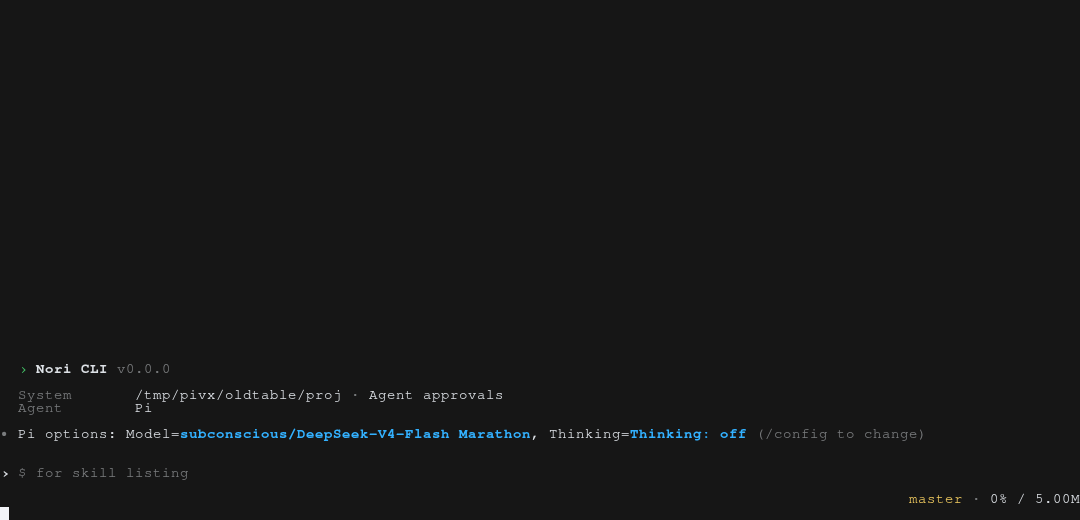 › Nori CLI v0.0.0
System /tmp/pivx/oldtable/proj · Agent approvals
Agent Pi
• Pi options: Model=subconscious/DeepSeek-V4-Flash Marathon, Thinking=Thinking: off (/config to change)
› $ for skill listing
master · 0% / 5.00M